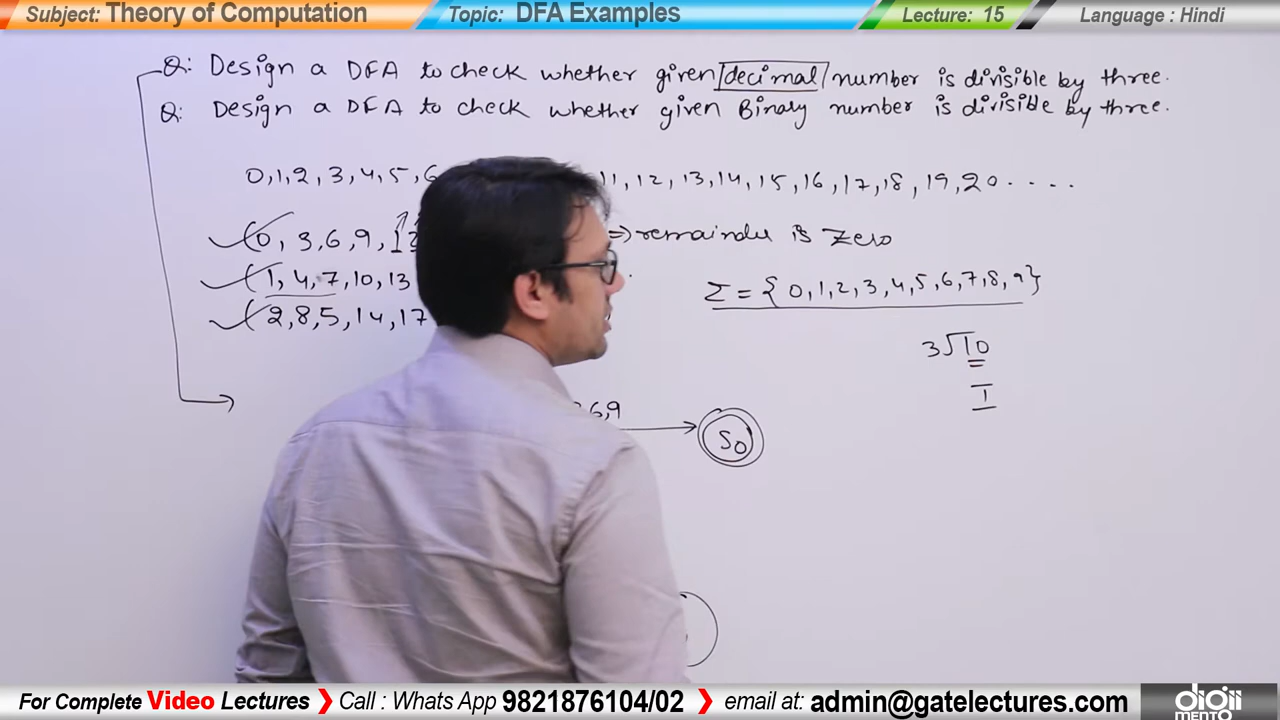 Subject: Theory of Computation Topic: DFA Examples Lecture: 15 Language : Hindi
Q: Design a DFA to check whether given decimal number is divisible by three.
Q: Design a DFA to check whether given Binary number is divisible by three.
0,1,2,3,4,5,6 11,12,13,14,15,16,17,18,19,20.....
(0, 3,6,9,12 => remainder is Zero
(1,4,7,10,13
Σ = { 0,1,2,3,4,5,6,7,8,9}
(2,8,5,14,17
3√10
1
6,9
S0
For Complete Video Lectures ❯ Call : Whats App 9821876104/02 ❯ email at: admin@gatelectures.com
digii
MENTO